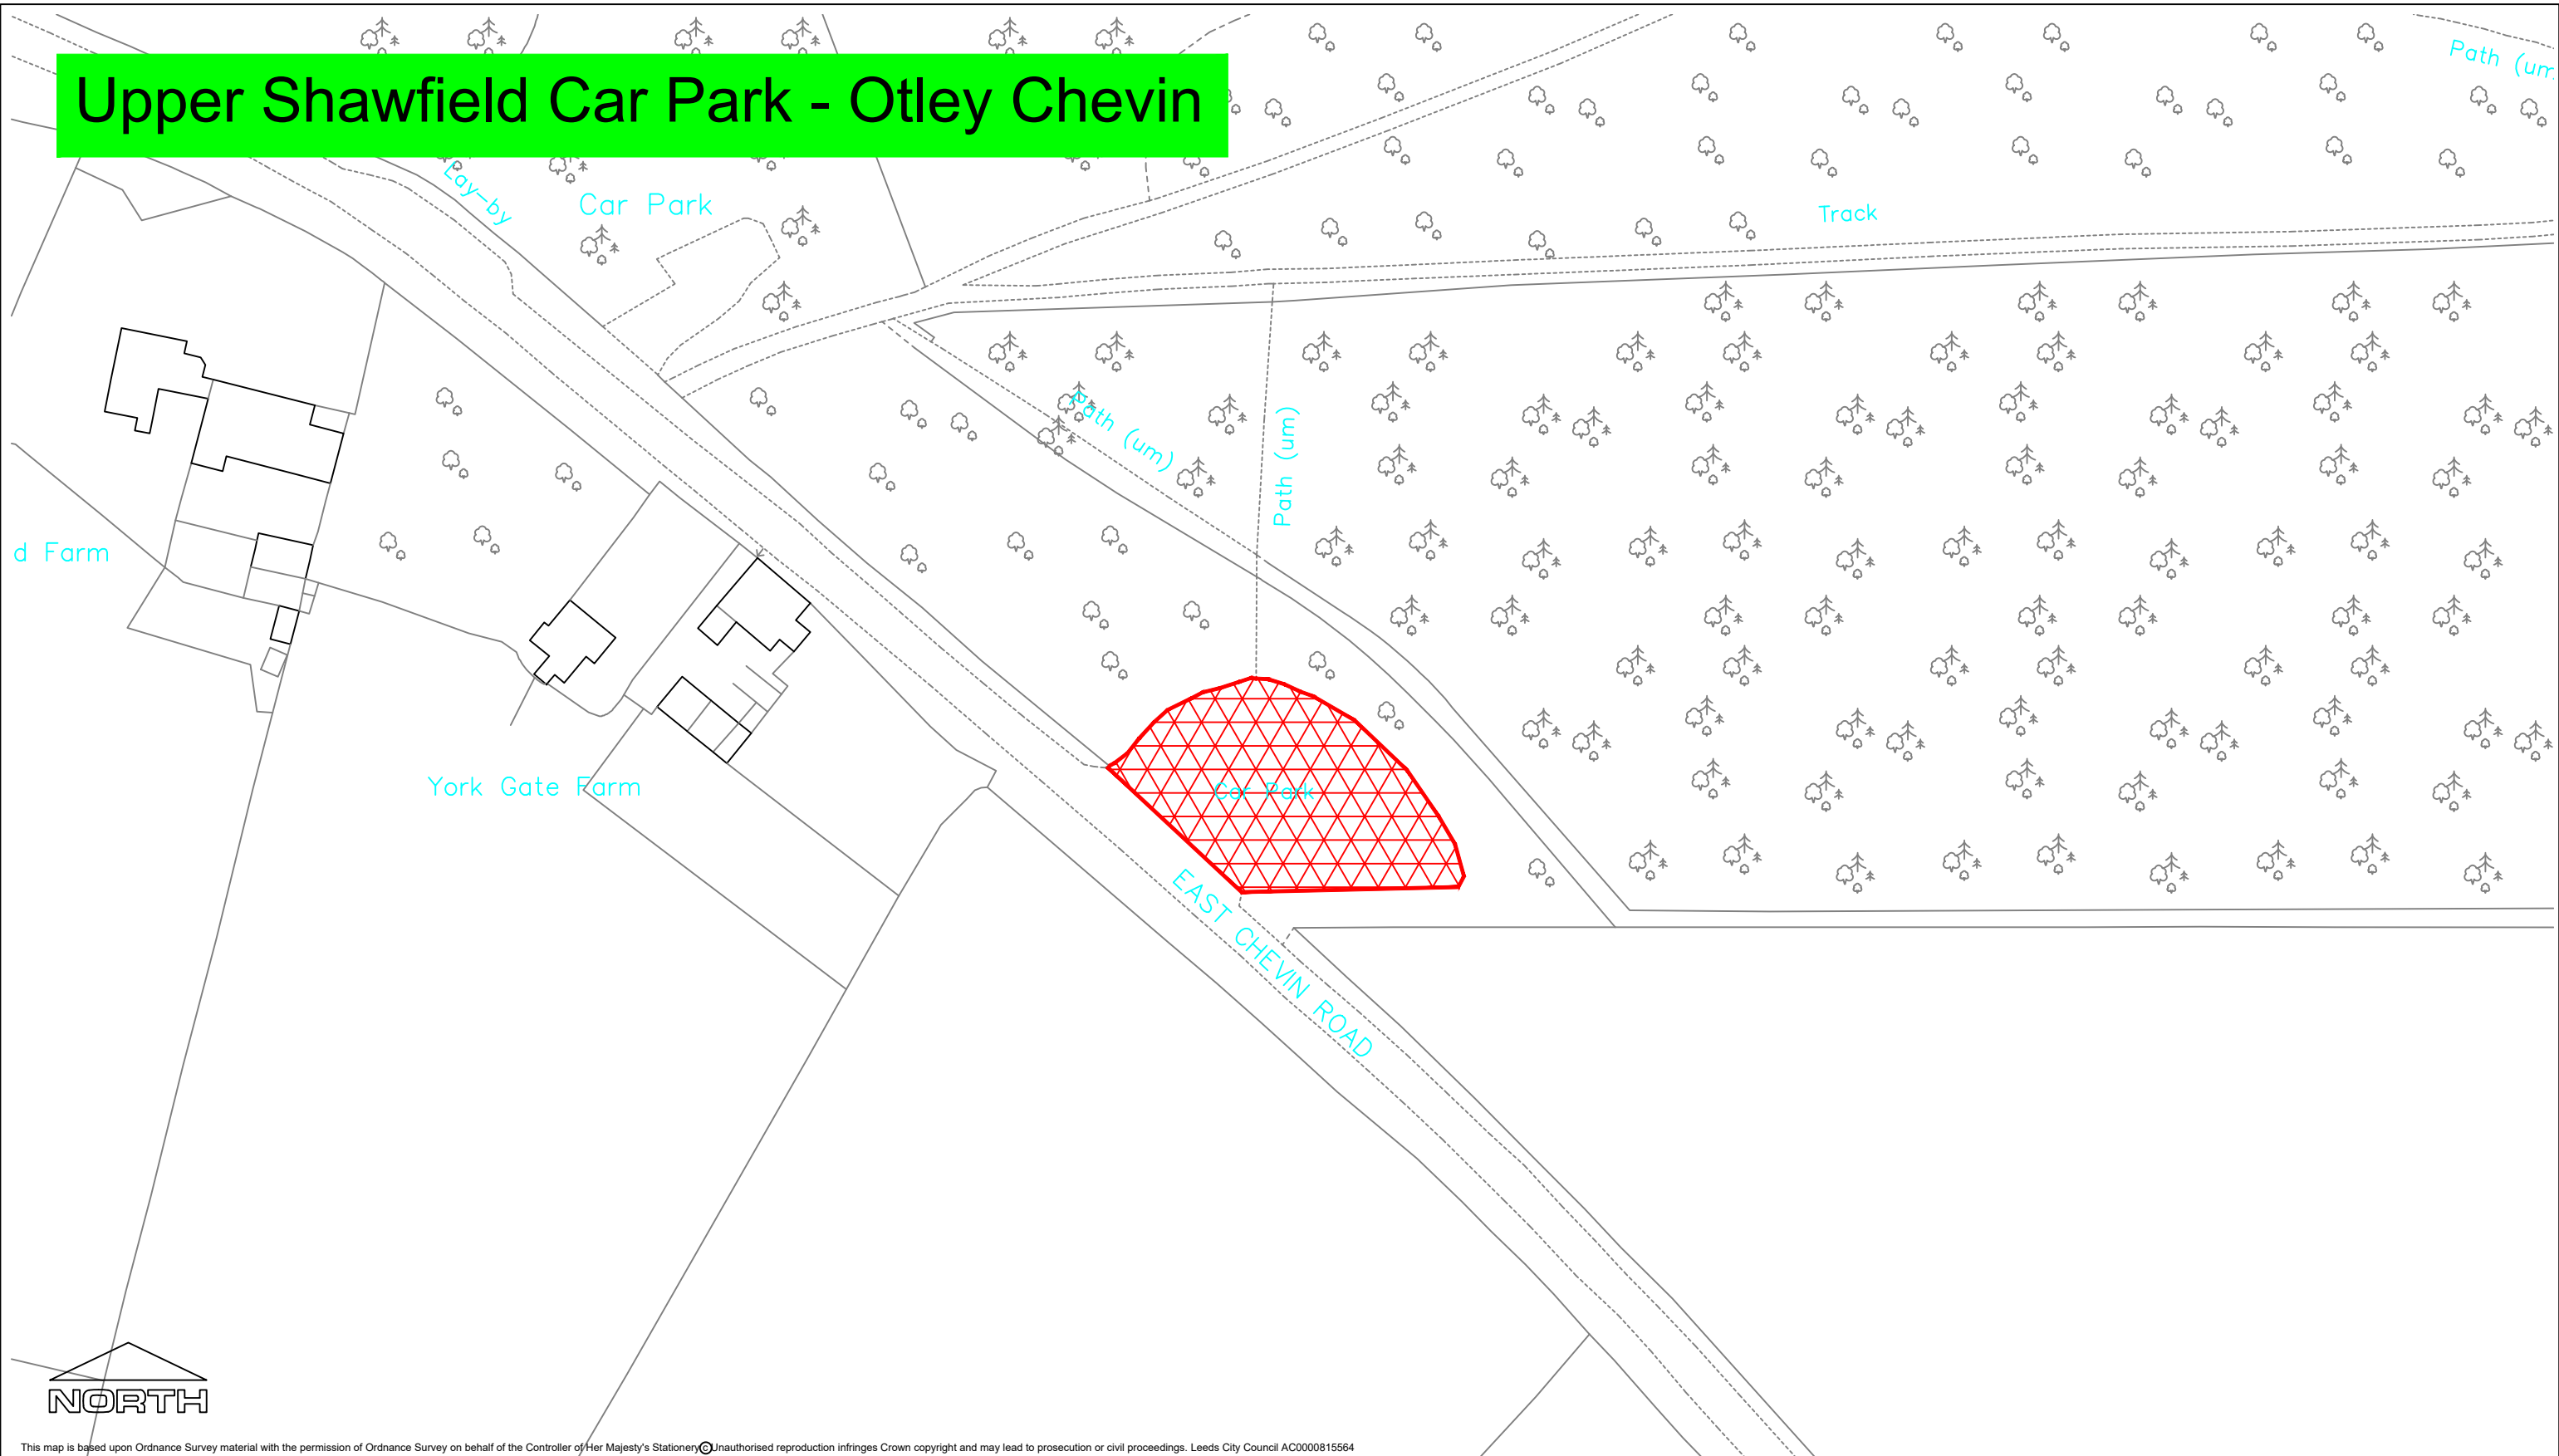 Path (um
Upper Shawfield Car Park - Otley Chevin
Lay-by
Car Park
Track
Path (um)
Path (um)
d Farm
York Gate Farm
Car Park
EAST CHEVIN ROAD
NORTH
This map is based upon Ordnance Survey material with the permission of Ordnance Survey on behalf of the Controller of Her Majesty's Stationery © Unauthorised reproduction infringes Crown copyright and may lead to prosecution or civil proceedings. Leeds City Council AC0000815564